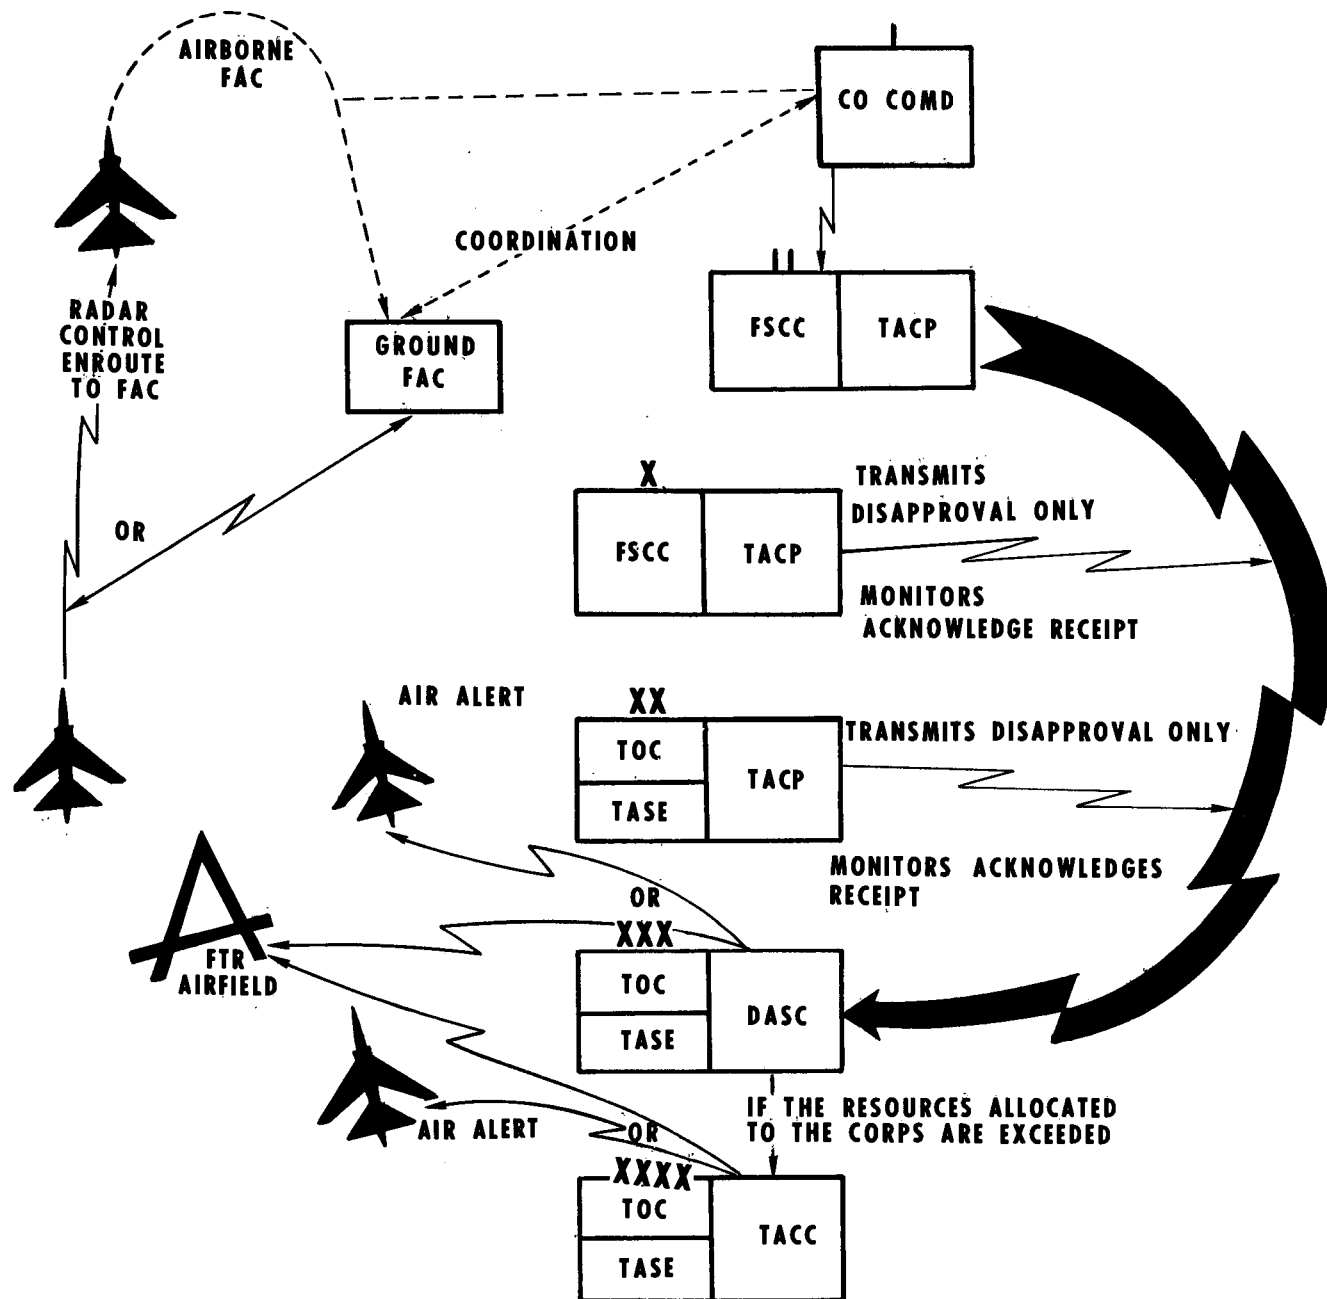 AIRBORNE
FAC
CO COMD
COORDINATION
RADAR
CONTROL
ENROUTE
TO FAC
GROUND
FAC
FSCC
TACP
OR
X
FSCC
TACP
TRANSMITS
DISAPPROVAL ONLY
MONITORS
ACKNOWLEDGE RECEIPT
AIR ALERT
XX
TOC
TASE
TACP
TRANSMITS DISAPPROVAL ONLY
MONITORS ACKNOWLEDGES
RECEIPT
OR
FTR
AIRFIELD
XXX
TOC
TASE
DASC
AIR ALERT
OR
IF THE RESOURCES ALLOCATED
TO THE CORPS ARE EXCEEDED
XXXX
TOC
TASE
TACC